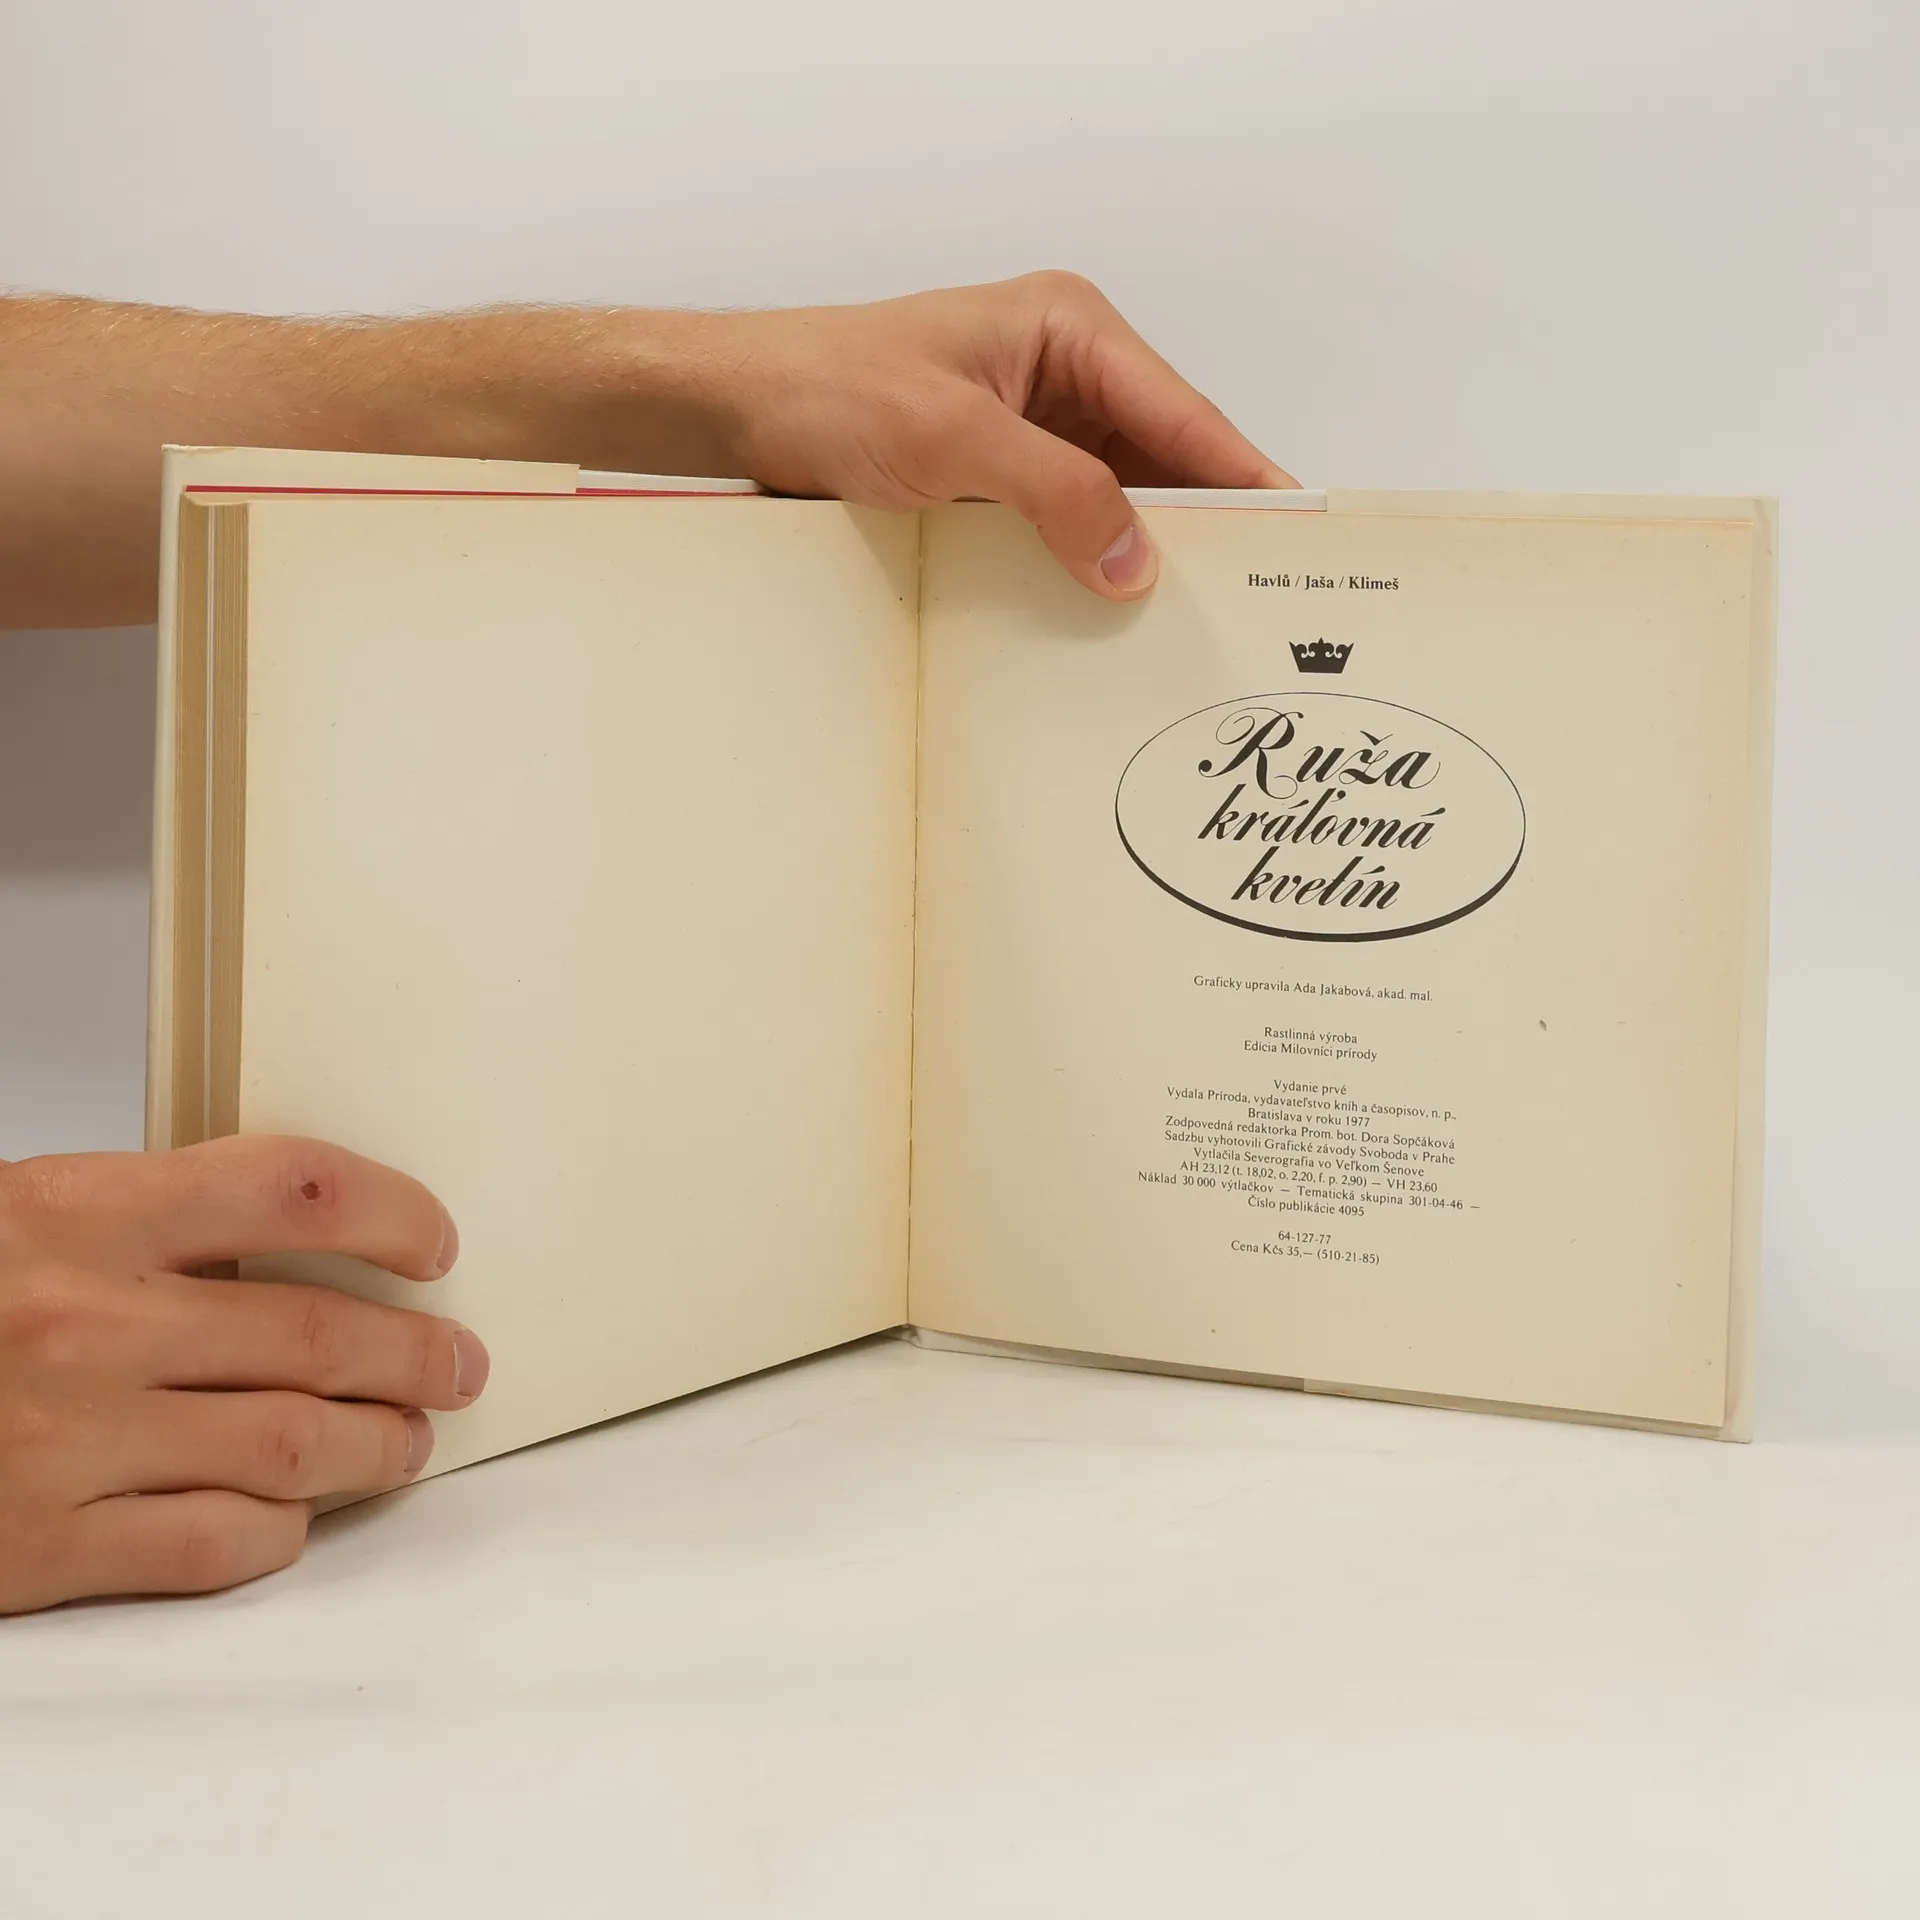 Havlů / Jaša / Klimeš
Ruža
kráľovná
kvetín
Graficky upravila Ada Jakabová, akad. mal.
Rastlinná výroba
Edícia Milovníci prírody
Vydanie prvé
Vydala Príroda, vydavateľstvo kníh a časopisov, n. p.,
Bratislava v roku 1977
Zodpovedná redaktorka Prom. bot. Dora Sopčáková
Sadzbu vyhotovili Grafické závody Svoboda v Prahe
Vytlačila Severografia vo Veľkom Šenove
AH 23,12 (t. 18,02, o. 2,20, f. p. 2,90) — VH 23,60
Náklad 30 000 výtlačkov — Tematická skupina 301-04-46 —
Číslo publikácie 4095
64-127-77
Cena Kčs 35,— (510-21-85)